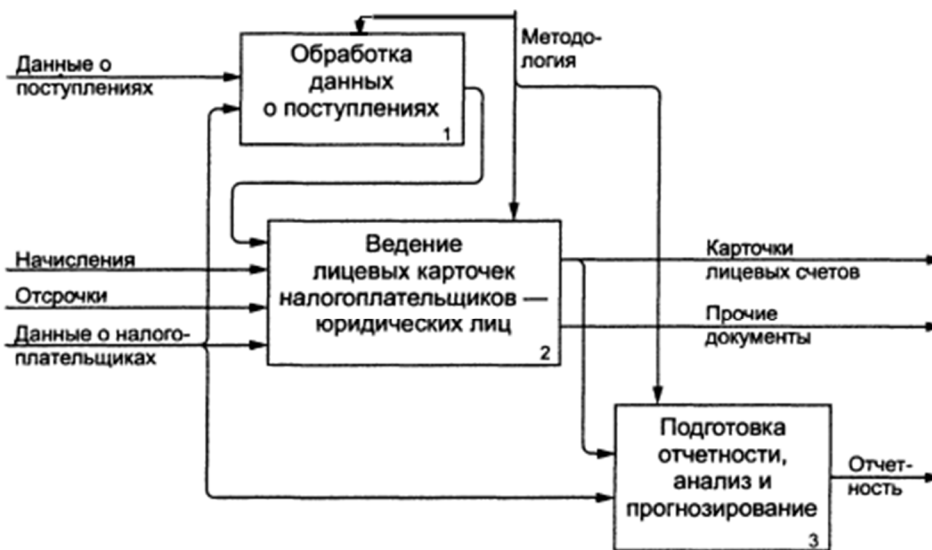 Методо-
логия
Обработка
данных
о поступлениях
1
Данные о
поступлениях
Ведение
лицевых карточек
налогоплательщиков —
юридических лиц
2
Начисления
Отсрочки
Данные о налого-
плательщиках
Карточки
лицевых счетов
Прочие
документы
Подготовка
отчетности,
анализ и
прогнозирование
3
Отчет-
ность